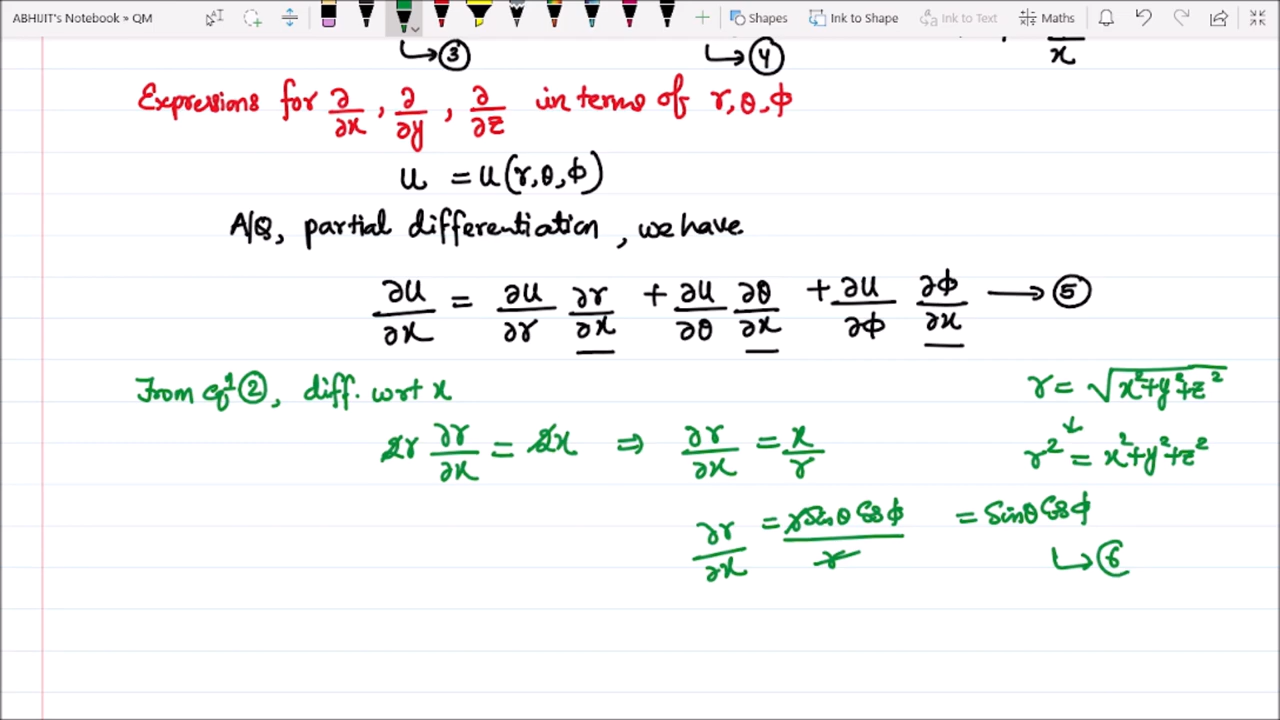 ABHIJIT's Notebook » QM
Shapes Ink to Shape Ink to Text Maths
↳③ ↳④ x
Expressions for ∂/∂x, ∂/∂y, ∂/∂z in terms of r,θ,ϕ
u = u(r,θ,ϕ)
A/Q, partial differentiation, we have
∂u/∂x = ∂u/∂r ∂r/∂x + ∂u/∂θ ∂θ/∂x + ∂u/∂ϕ ∂ϕ/∂x → ⑤
From eqⁿ ②, diff. wrt x
r = √x²+y²+z²
2r ∂r/∂x = 2x ⇒ ∂r/∂x = x/r
r² = x²+y²+z²
∂r/∂x = r Sinθ Cosϕ/r = Sinθ Cosϕ
↳⑥